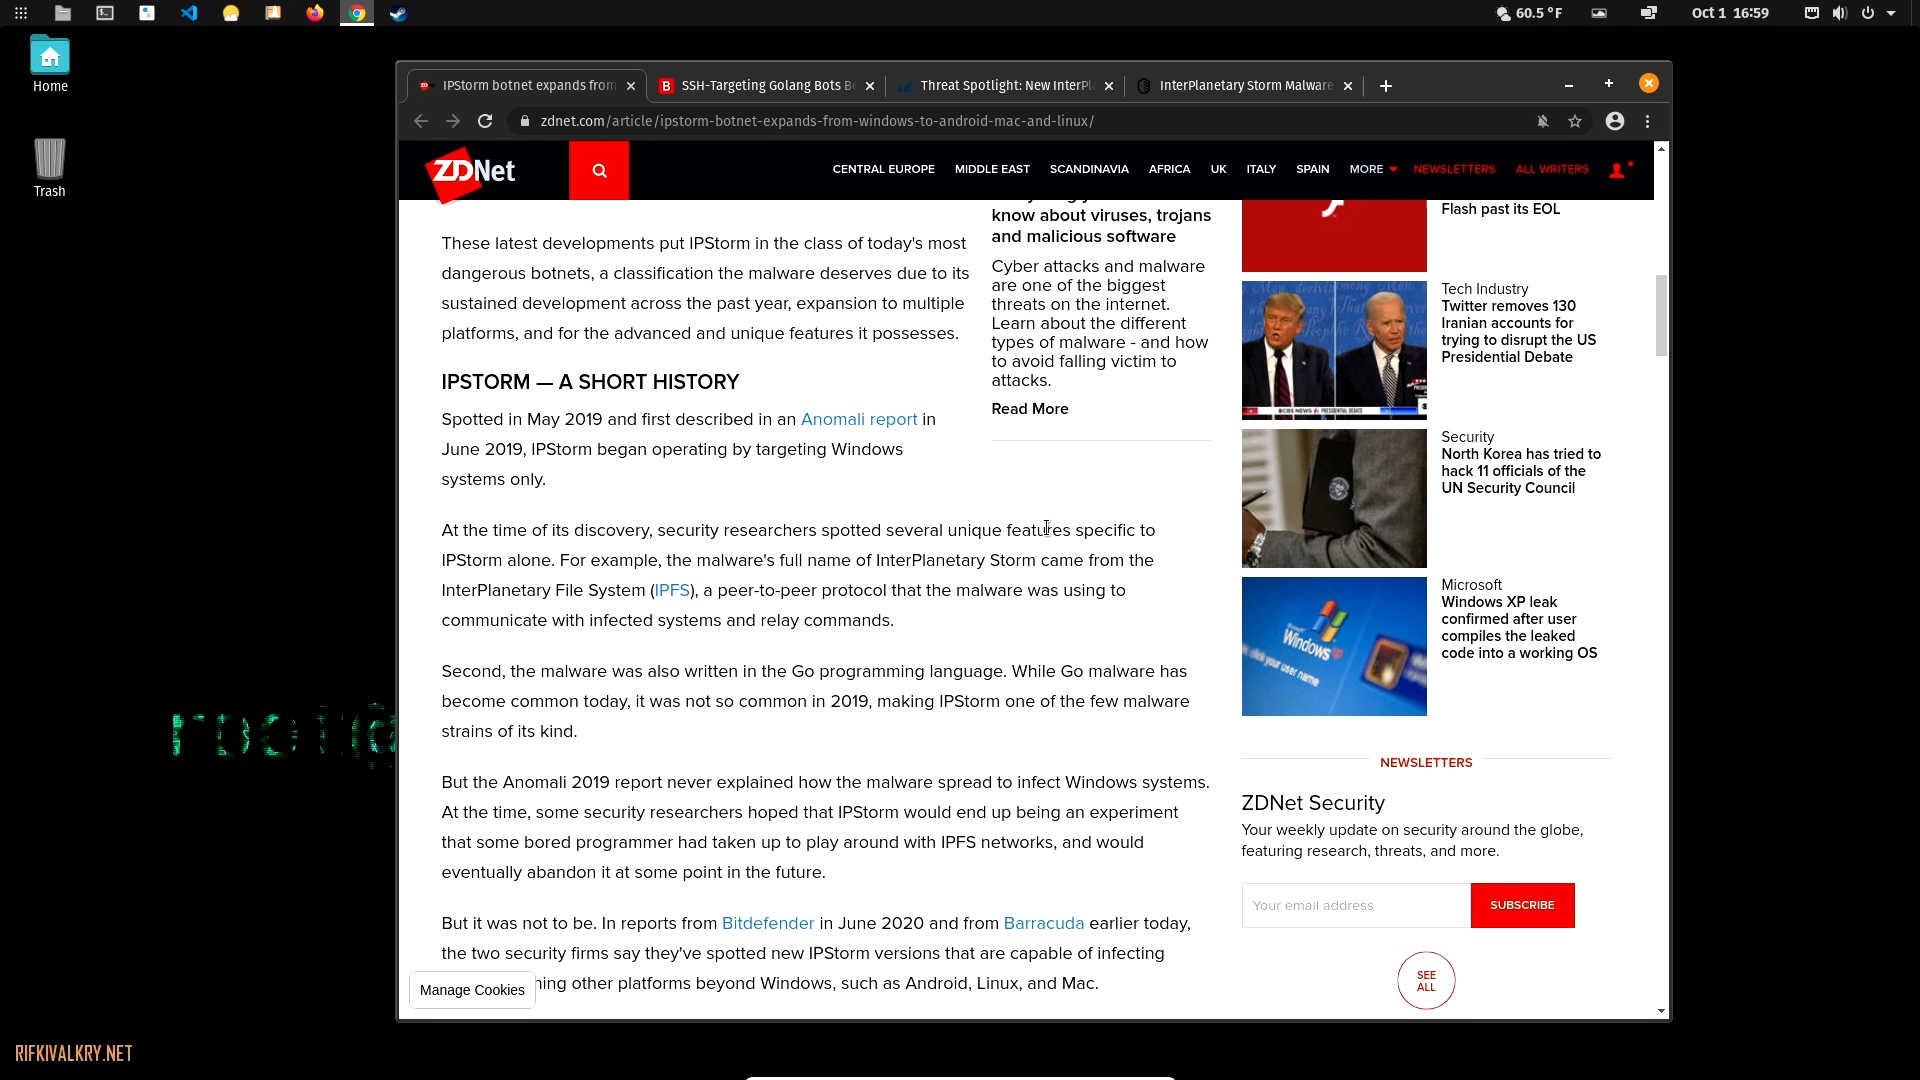 60.5 °F
Oct 1 16:59
Home
Trash
IPStorm botnet expands from
SSH-Targeting Golang Bots Be
Threat Spotlight: New InterPl
InterPlanetary Storm Malware
zdnet.com/article/ipstorm-botnet-expands-from-windows-to-android-mac-and-linux/
ZDNet
CENTRAL EUROPE MIDDLE EAST SCANDINAVIA AFRICA UK ITALY SPAIN MORE NEWSLETTERS ALL WRITERS
These latest developments put IPStorm in the class of today's most
dangerous botnets, a classification the malware deserves due to its
sustained development across the past year, expansion to multiple
platforms, and for the advanced and unique features it possesses.
IPSTORM — A SHORT HISTORY
Spotted in May 2019 and first described in an Anomali report in
June 2019, IPStorm began operating by targeting Windows
systems only.
At the time of its discovery, security researchers spotted several unique features specific to
IPStorm alone. For example, the malware's full name of InterPlanetary Storm came from the
InterPlanetary File System (IPFS), a peer-to-peer protocol that the malware was using to
communicate with infected systems and relay commands.
Second, the malware was also written in the Go programming language. While Go malware has
become common today, it was not so common in 2019, making IPStorm one of the few malware
strains of its kind.
But the Anomali 2019 report never explained how the malware spread to infect Windows systems.
At the time, some security researchers hoped that IPStorm would end up being an experiment
that some bored programmer had taken up to play around with IPFS networks, and would
eventually abandon it at some point in the future.
But it was not to be. In reports from Bitdefender in June 2020 and from Barracuda earlier today,
the two security firms say they've spotted new IPStorm versions that are capable of infecting
ning other platforms beyond Windows, such as Android, Linux, and Mac.
Manage Cookies
know about viruses, trojans
and malicious software
Cyber attacks and malware
are one of the biggest
threats on the internet.
Learn about the different
types of malware - and how
to avoid falling victim to
attacks.
Read More
Flash past its EOL
Tech Industry
Twitter removes 130
Iranian accounts for
trying to disrupt the US
Presidential Debate
Security
North Korea has tried to
hack 11 officials of the
UN Security Council
Microsoft
Windows XP leak
confirmed after user
compiles the leaked
code into a working OS
Windows
click your user name
NEWSLETTERS
ZDNet Security
Your weekly update on security around the globe,
featuring research, threats, and more.
Your email address
SUBSCRIBE
SEE
ALL
root@
RIFKIVALKRY.NET